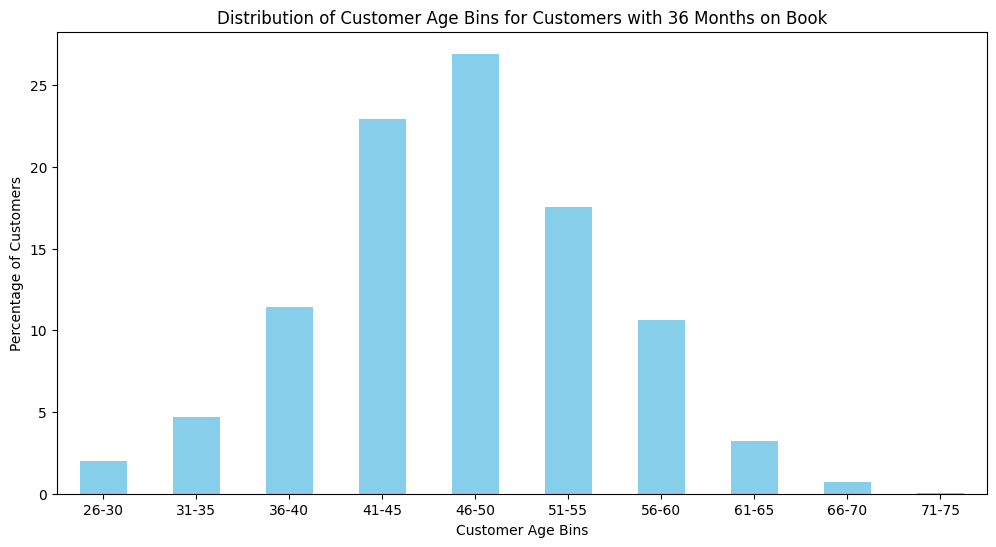 Distribution of Customer Age Bins for Customers with 36 Months on Book
Percentage of Customers
25
20
15
10
5
0
26-30 31-35 36-40 41-45 46-50 51-55 56-60 61-65 66-70 71-75
Customer Age Bins